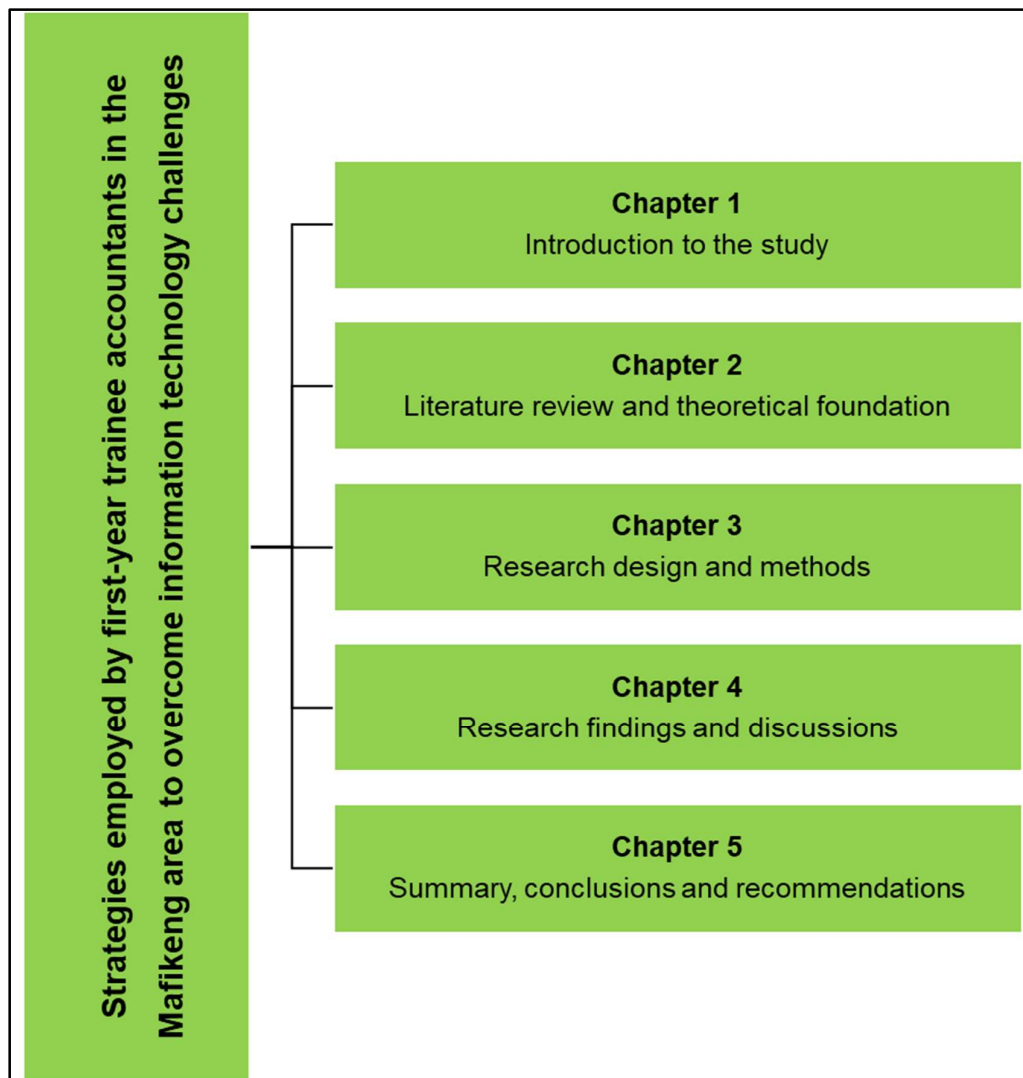 Strategies employed by first-year trainee accountants in the
Mafikeng area to overcome information technology challenges
Chapter 1
Introduction to the study
Chapter 2
Literature review and theoretical foundation
Chapter 3
Research design and methods
Chapter 4
Research findings and discussions
Chapter 5
Summary, conclusions and recommendations